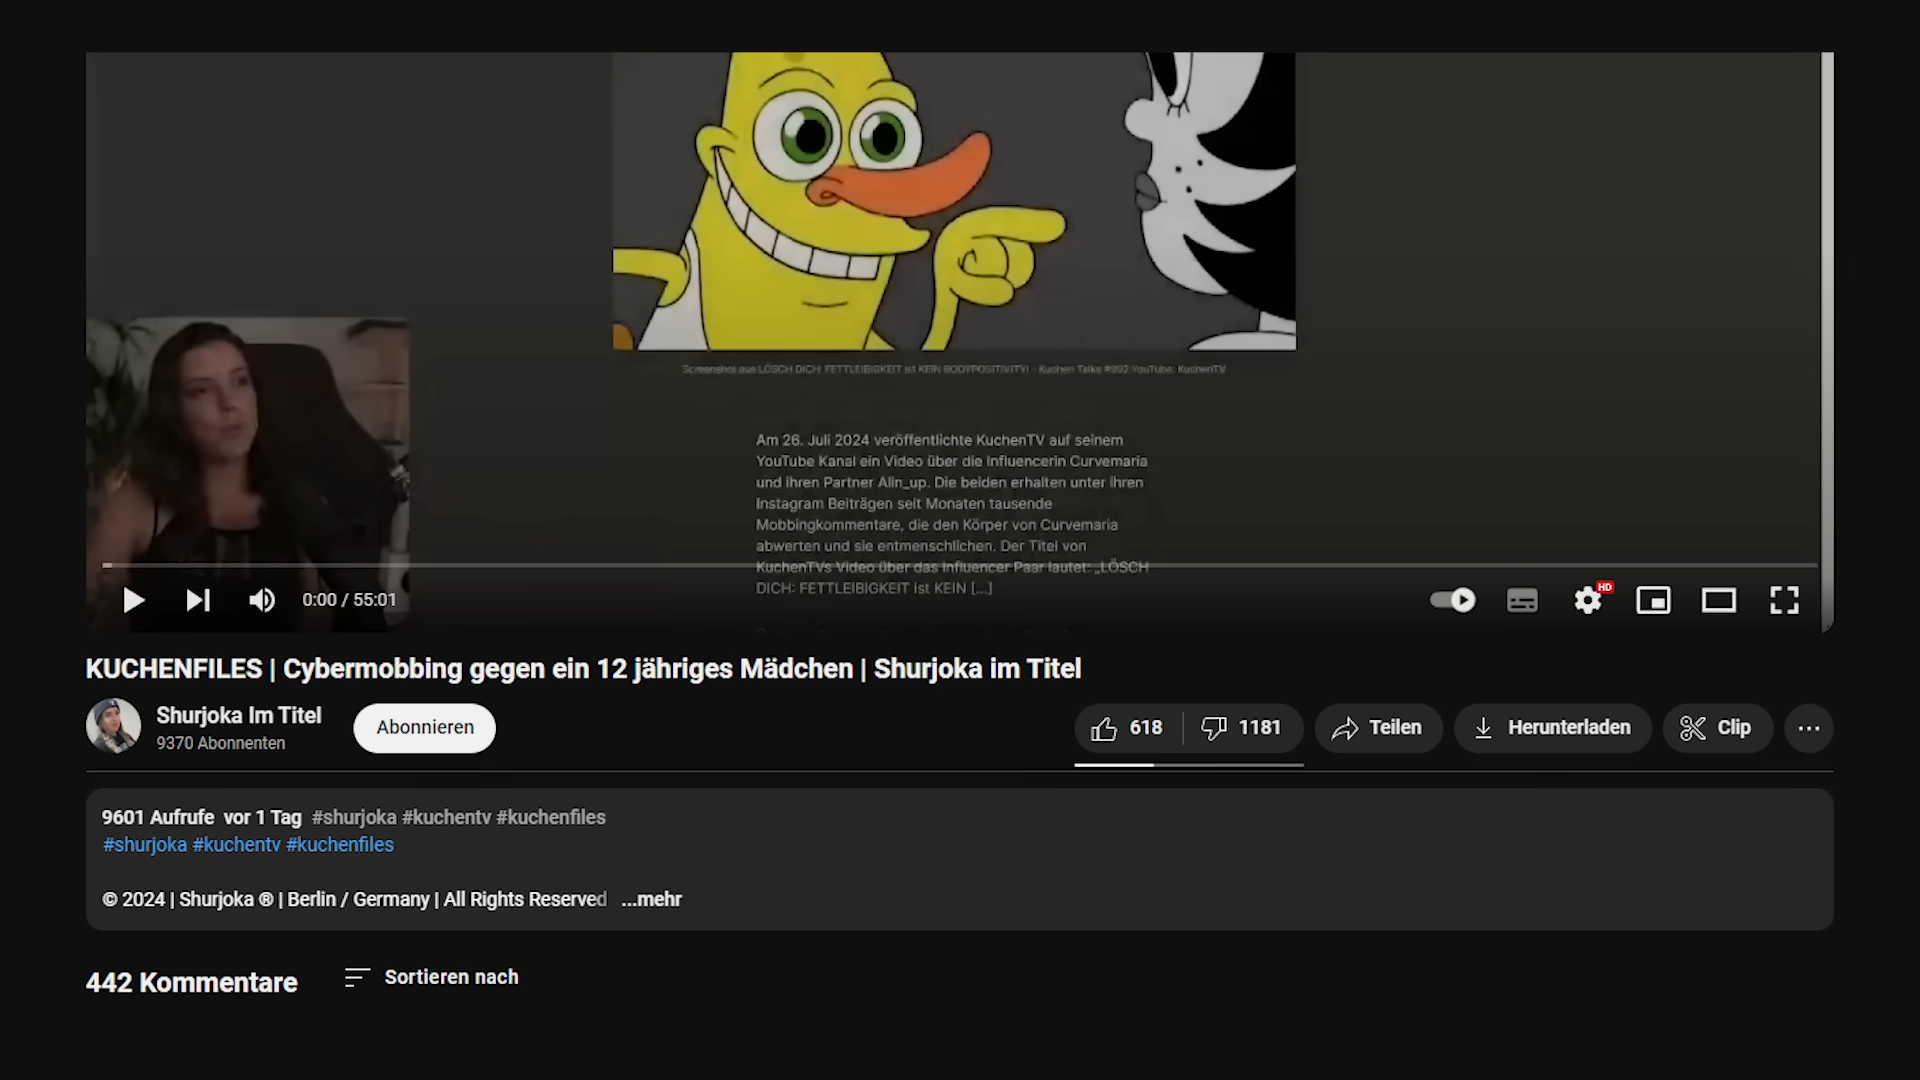 Screenshot aus LÖSCH DICH: FETTLEIBIGKEIT ist KEIN BODYPOSITIVITY! - Kuchen Talks #992 YouTube: KuchenTV
Am 26. Juli 2024 veröffentlichte KuchenTV auf seinem
YouTube Kanal ein Video über die Influencerin Curvemaria
und ihren Partner Alin_up. Die beiden erhalten unter ihren
Instagram Beiträgen seit Monaten tausende
Mobbingkommentare, die den Körper von Curvemaria
abwerten und sie entmenschlichen. Der Titel von
KuchenTVs Video über das Influencer Paar lautet: „LÖSCH
DICH: FETTLEIBIGKEIT ist KEIN [...]
0:00 / 55:01
HD
KUCHENFILES | Cybermobbing gegen ein 12 jähriges Mädchen | Shurjoka im Titel
Shurjoka Im Titel
9370 Abonnenten
Abonnieren
618
1181
Teilen
Herunterladen
Clip
9601 Aufrufe vor 1 Tag #shurjoka #kuchentv #kuchenfiles
#shurjoka #kuchentv #kuchenfiles
© 2024 | Shurjoka ® | Berlin / Germany | All Rights Reserved ...mehr
442 Kommentare
Sortieren nach